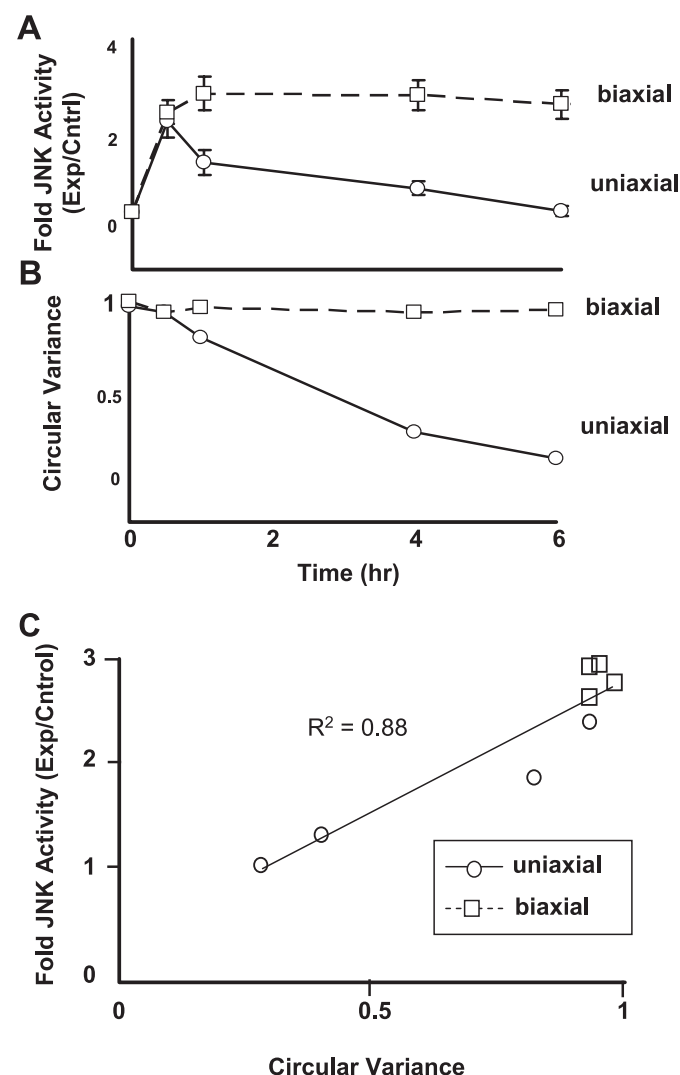 A
Fold JNK Activity
(Exp/Cntrl)
4
2
0
biaxial
uniaxial
B
Circular Variance
1
0.5
0
biaxial
uniaxial
0 2 4 6
Time (hr)
C
Fold JNK Activity (Exp/Cntrol)
3
2
1
0
R² = 0.88
uniaxial
biaxial
0 0.5 1
Circular Variance